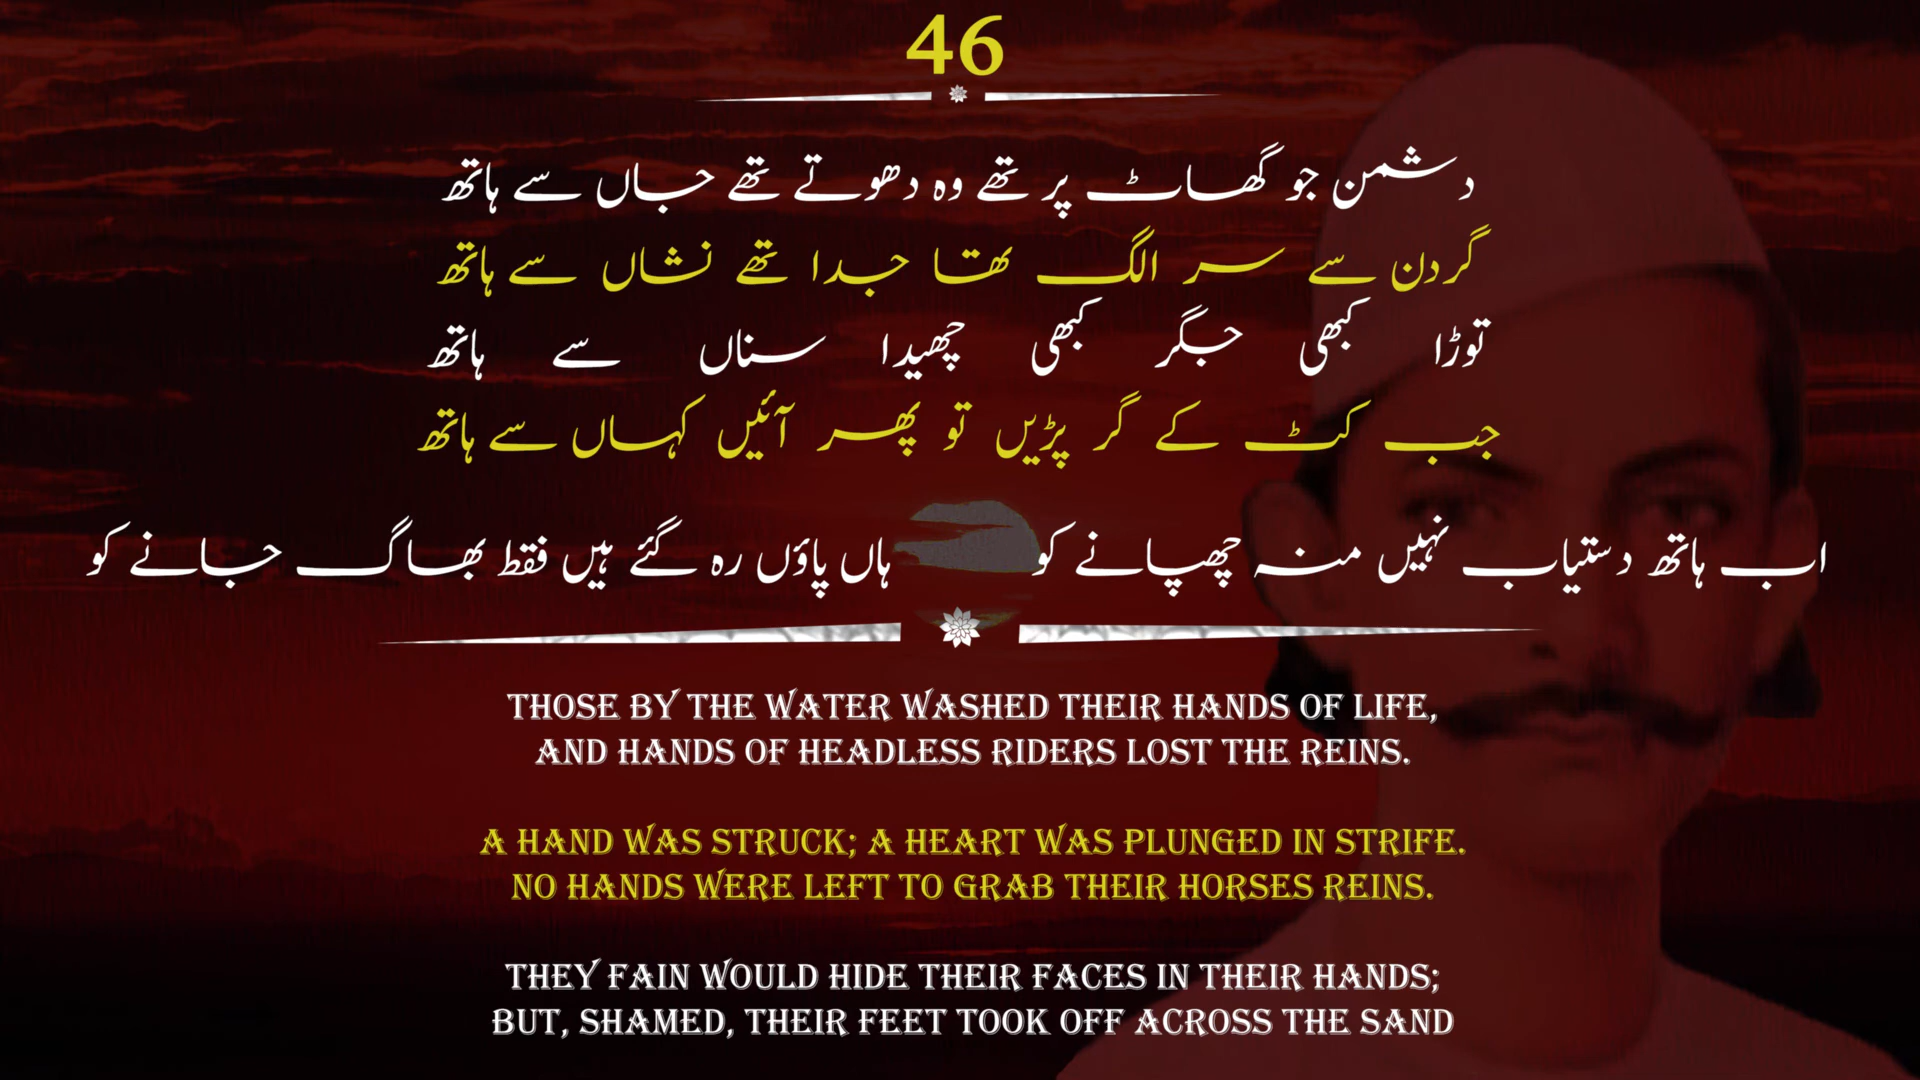 46
دشمن جو گھاٹ پر تھے وہ دھوتے تھے جاں سے ہاتھ
گردن سے سر الگ تھا جدا تھے نشاں سے ہاتھ
توڑا کبھی جگر کبھی چھیدا سناں سے ہاتھ
جب کٹ کے گر پڑیں تو پھر آئیں کہاں سے ہاتھ
اب ہاتھ دستیاب نہیں منہ چھپانے کو ہاں پاؤں رہ گئے ہیں فقط بھاگ جانے کو
THOSE BY THE WATER WASHED THEIR HANDS OF LIFE,
AND HANDS OF HEADLESS RIDERS LOST THE REINS.
A HAND WAS STRUCK; A HEART WAS PLUNGED IN STRIFE.
NO HANDS WERE LEFT TO GRAB THEIR HORSES REINS.
THEY FAIN WOULD HIDE THEIR FACES IN THEIR HANDS;
BUT, SHAMED, THEIR FEET TOOK OFF ACROSS THE SAND